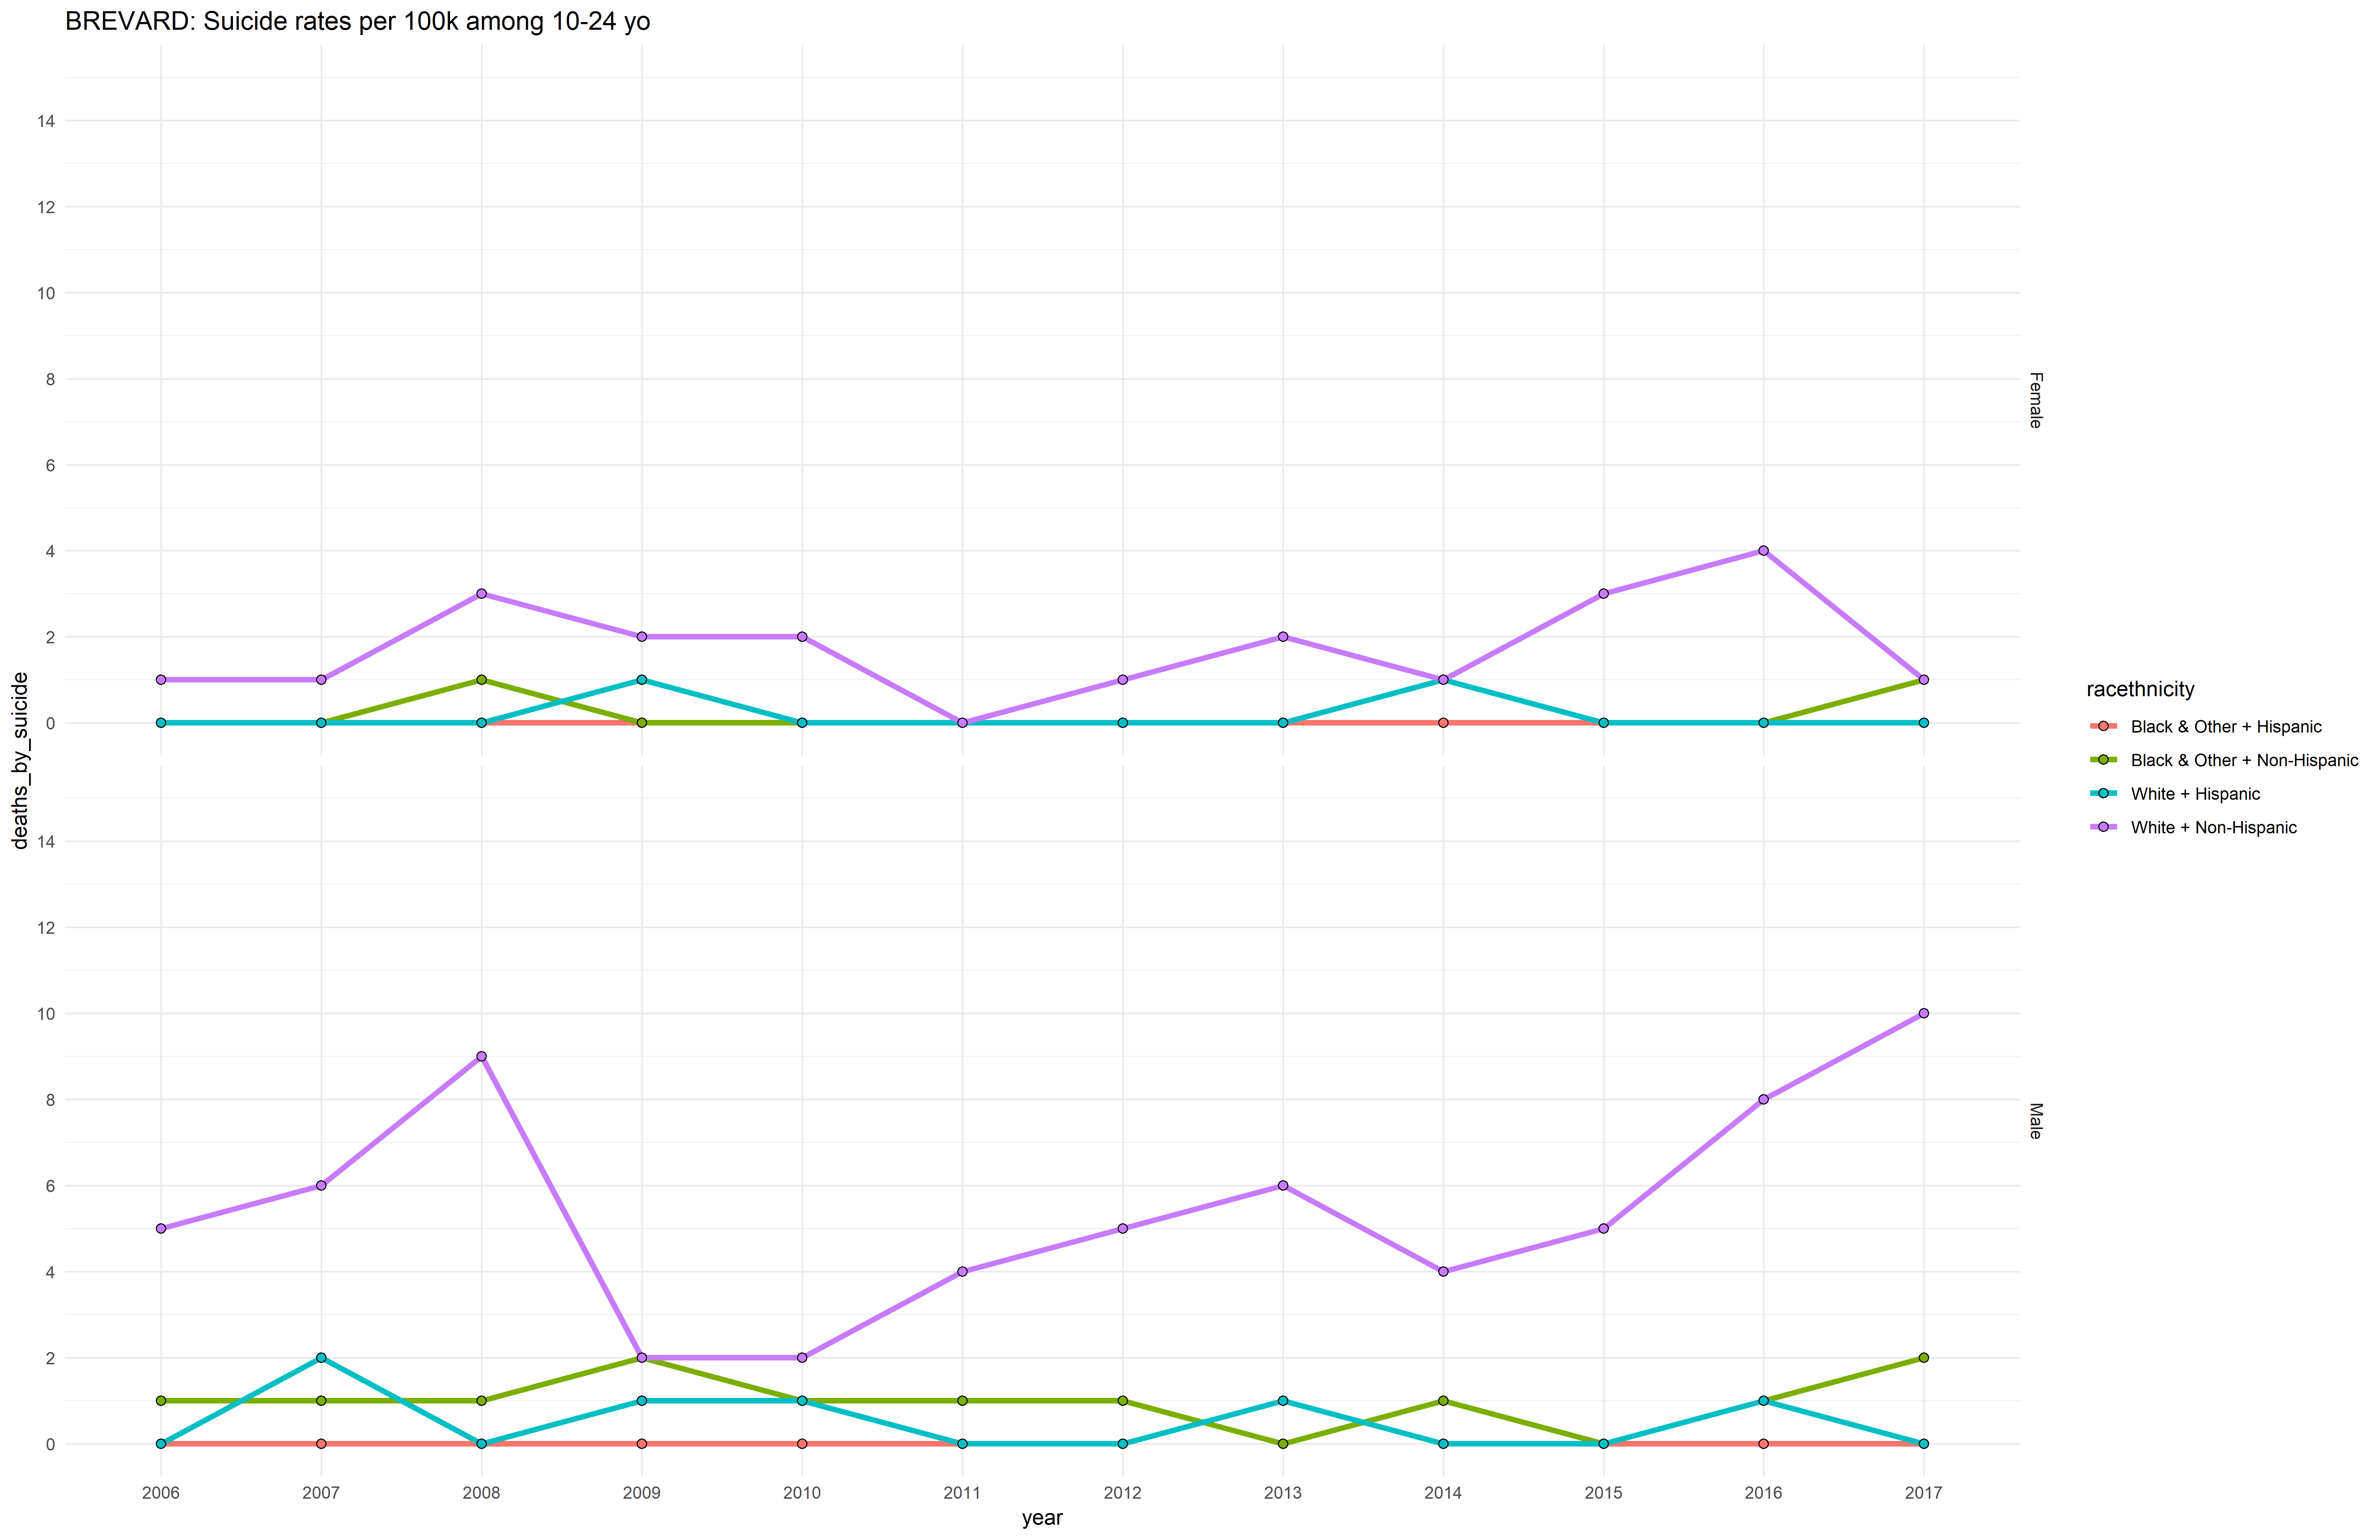 BREVARD: Suicide rates per 100k among 10-24 yo
deaths_by_suicide
14
12
10
8
6
4
2
0
Female
14
12
10
8
6
4
2
0
Male
2006 2007 2008 2009 2010 2011 2012 2013 2014 2015 2016 2017
year
racethnicity
Black & Other + Hispanic
Black & Other + Non-Hispanic
White + Hispanic
White + Non-Hispanic